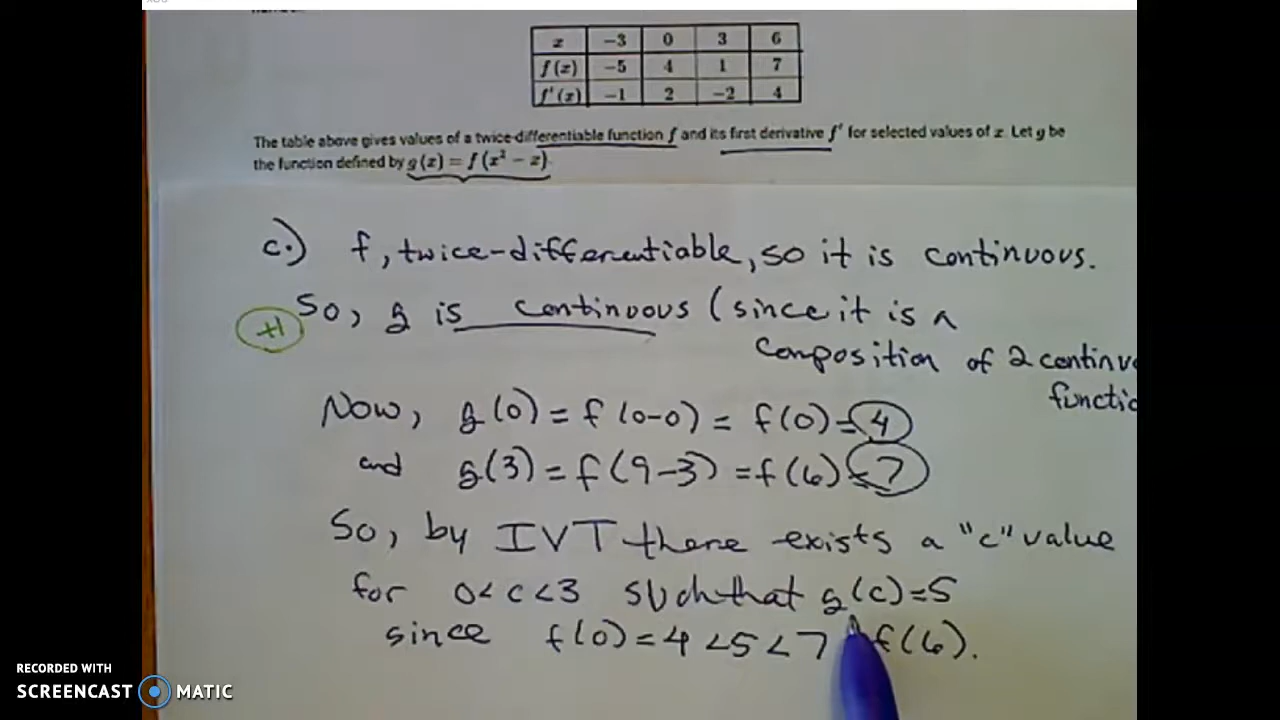 x -3 0 3 6
f(x) -5 4 1 7
f'(x) -1 2 -2 4
The table above gives values of a twice-differentiable function f and its first derivative f' for selected values of x. Let g be
the function defined by g(x) = f(x² - x)
c.) f, twice-differentiable, so it is continuous.
+1 So, g is continuous (since it is a
composition of 2 continu
functio
Now, g(0) = f(0-0) = f(0) = 4
and g(3) = f(9-3) = f(6) = 7
So, by IVT there exists a "c" value
for 0<c<3 such that g(c)=5
since f(0)=4<5<7 f(6).
RECORDED WITH
SCREENCAST MATIC